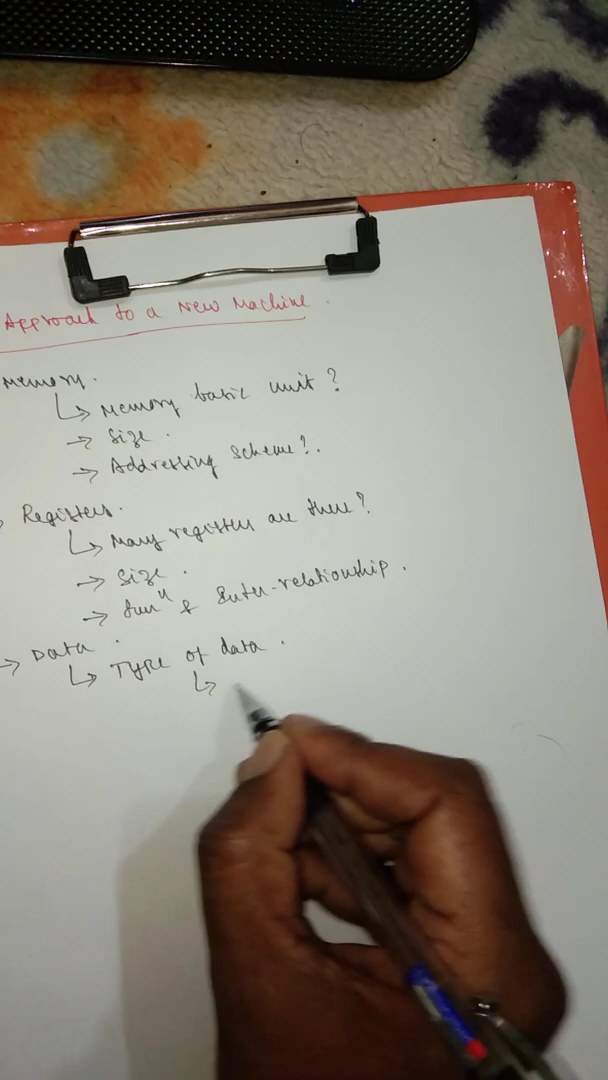 Approach to a New Machine.
Memory.
↳ Memory basic unit?
→ Size.
→ Addressing scheme?.
Registers.
↳ Many registers are there?
→ Size.
→ funⁿ & Inter-relationship.
→ Data.
↳ Type of data.
↳